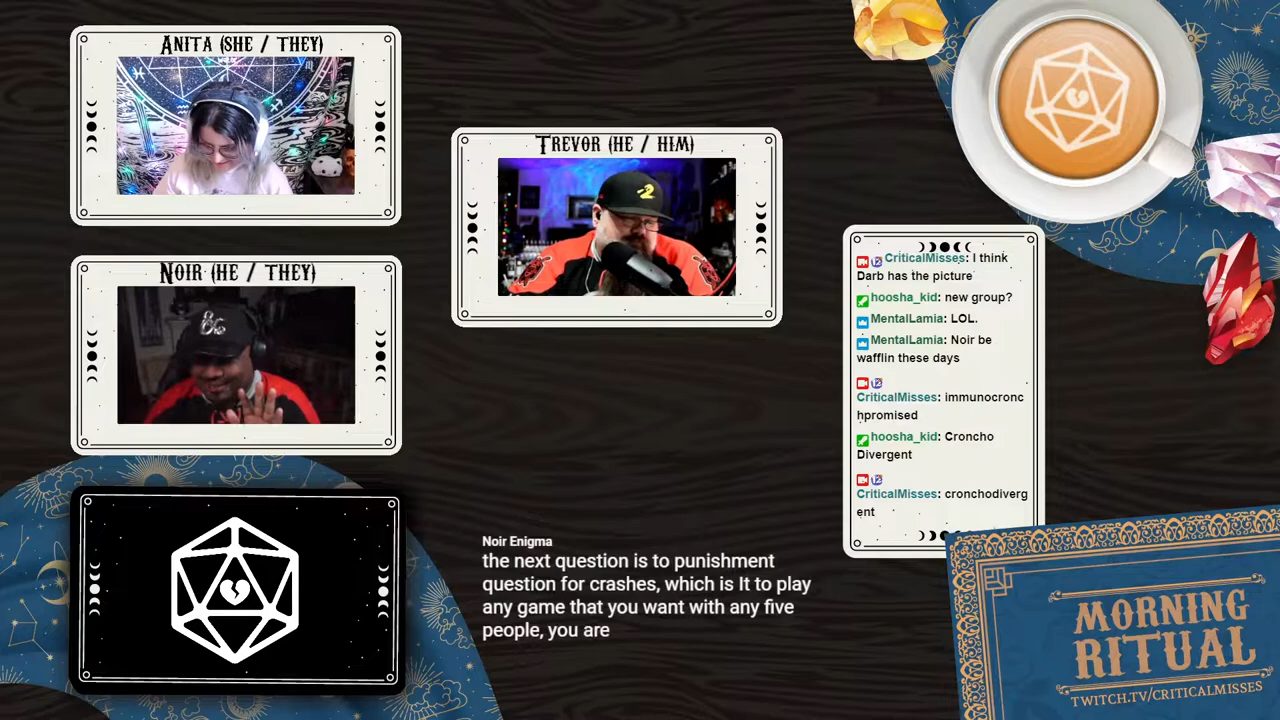 ANITA (SHE / THEY)
TREVOR (HE / HIM)
NOIR (HE / THEY)
CriticalMisses: I think
Darb has the picture
hoosha_kid: new group?
MentalLamia: LOL.
MentalLamia: Noir be
wafflin these days
CriticalMisses: immunocronc
hpromised
hoosha_kid: Croncho
Divergent
CriticalMisses: cronchodiverg
ent
Noir Enigma
the next question is to punishment
question for crashes, which is It to play
any game that you want with any five
people, you are
MORNING
RITUAL
TWITCH.TV/CRITICALMISSES